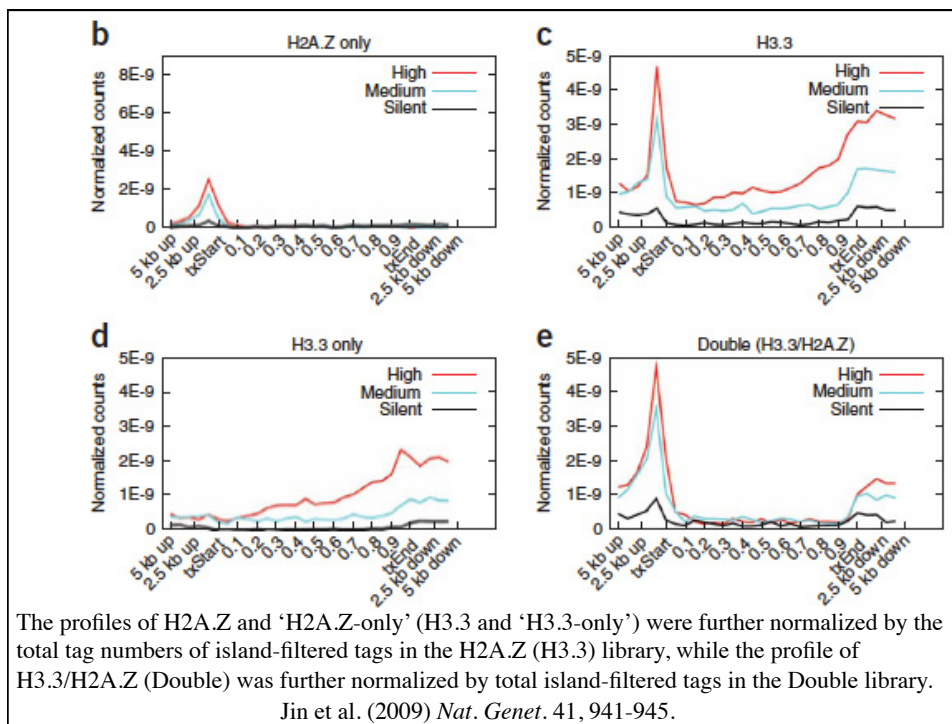 b
H2A.Z only
Normalized counts
8E-9
6E-9
4E-9
2E-9
0
High
Medium
Silent
5 kb up
2.5 kb up
txStart
0.1
0.2
0.3
0.4
0.5
0.6
0.7
0.8
0.9
txEnd
2.5 kb down
5 kb down
c
H3.3
Normalized counts
5E-9
4E-9
3E-9
2E-9
1E-9
0
High
Medium
Silent
5 kb up
2.5 kb up
txStart
0.1
0.2
0.3
0.4
0.5
0.6
0.7
0.8
0.9
txEnd
2.5 kb down
5 kb down
d
H3.3 only
Normalized counts
5E-9
4E-9
3E-9
2E-9
1E-9
0
High
Medium
Silent
5 kb up
2.5 kb up
txStart
0.1
0.2
0.3
0.4
0.5
0.6
0.7
0.8
0.9
txEnd
2.5 kb down
5 kb down
e
Double (H3.3/H2A.Z)
Normalized counts
5E-9
4E-9
3E-9
2E-9
1E-9
0
High
Medium
Silent
5 kb up
2.5 kb up
txStart
0.1
0.2
0.3
0.4
0.5
0.6
0.7
0.8
0.9
txEnd
2.5 kb down
5 kb down
The profiles of H2A.Z and ‘H2A.Z-only’ (H3.3 and ‘H3.3-only’) were further normalized by the
total tag numbers of island-filtered tags in the H2A.Z (H3.3) library, while the profile of
H3.3/H2A.Z (Double) was further normalized by total island-filtered tags in the Double library.
Jin et al. (2009) Nat. Genet. 41, 941-945.